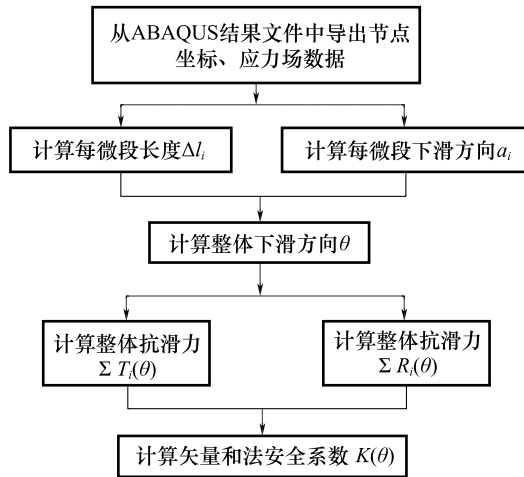 从ABAQUS结果文件中导出节点
坐标、应力场数据
计算每微段长度Δlᵢ
计算每微段下滑方向aᵢ
计算整体下滑方向θ
计算整体抗滑力
Σ Tᵢ(θ)
计算整体抗滑力
Σ Rᵢ(θ)
计算矢量和法安全系数 K(θ)